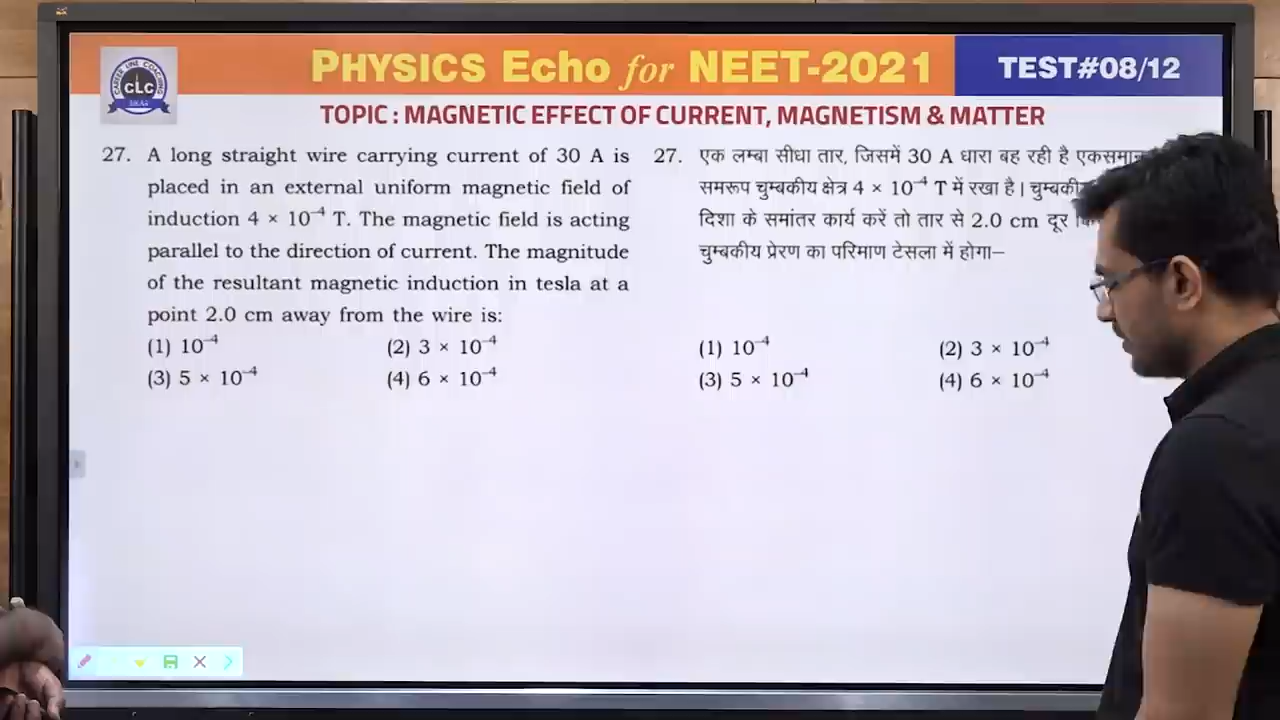 PHYSICS Echo for NEET-2021
TEST#08/12
CAREER LINE COACHING
CLC
SIKAR
TOPIC : MAGNETIC EFFECT OF CURRENT, MAGNETISM & MATTER
27. A long straight wire carrying current of 30 A is
placed in an external uniform magnetic field of
induction 4 × 10⁻⁴ T. The magnetic field is acting
parallel to the direction of current. The magnitude
of the resultant magnetic induction in tesla at a
point 2.0 cm away from the wire is:
(1) 10⁻⁴ (2) 3 × 10⁻⁴
(3) 5 × 10⁻⁴ (4) 6 × 10⁻⁴
27. एक लम्बा सीधा तार, जिसमें 30 A धारा बह रही है
समरूप चुम्बकीय क्षेत्र 4 × 10⁻⁴ T में रखा है।
दिशा के समांतर कार्य करें तो तार से 2.0 cm दूर
चुम्बकीय प्रेरण का परिमाण टेसला में होगा–
(1) 10⁻⁴ (2) 3 × 10⁻⁴
(3) 5 × 10⁻⁴ (4) 6 × 10⁻⁴